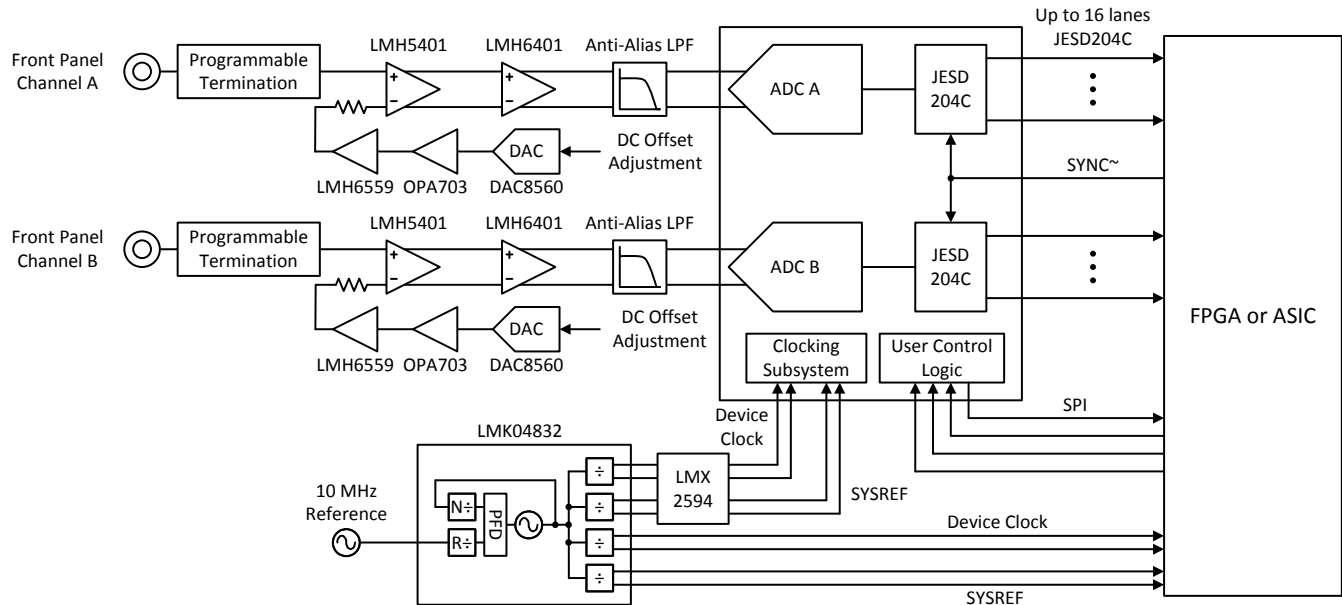 Up to 16 lanes
JESD204C
Front Panel
Channel A
Programmable
Termination
LMH5401
LMH6401
Anti-Alias LPF
+
−
+
−
ADC A
JESD
204C
LMH6559
OPA703
DAC
DAC8560
DC Offset
Adjustment
SYNC~
Front Panel
Channel B
Programmable
Termination
LMH5401
LMH6401
Anti-Alias LPF
+
−
+
−
ADC B
JESD
204C
LMH6559
OPA703
DAC
DAC8560
DC Offset
Adjustment
FPGA or ASIC
Clocking
Subsystem
User Control
Logic
SPI
Device
Clock
LMK04832
10 MHz
Reference
N÷
R÷
PFD
÷
÷
÷
÷
LMX
2594
SYSREF
Device Clock
SYSREF